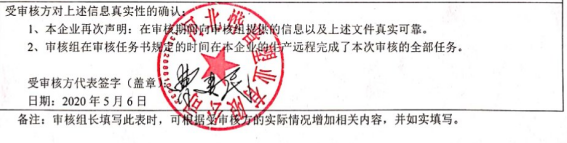 受审核方对上述信息真实性的确认:
1、本企业再次声明:在审核期间向审核组提供的信息以及上述文件真实可靠。
2、审核组在审核任务书规定的时间在本企业的生产远程完成了本次审核的全部任务。
受审核方代表签字(盖章):
日期:2020 年 5 月 6 日
备注:审核组长填写此表时,可根据受审核方的实际情况增加相关内容,并如实填写。